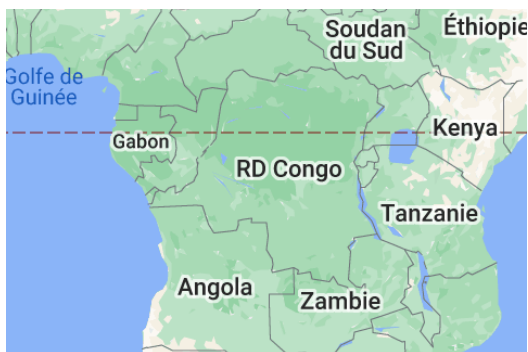 Soudan
du Sud
Éthiopie
Golfe de
Guinée
Kenya
Gabon
RD Congo
Tanzanie
Angola
Zambie